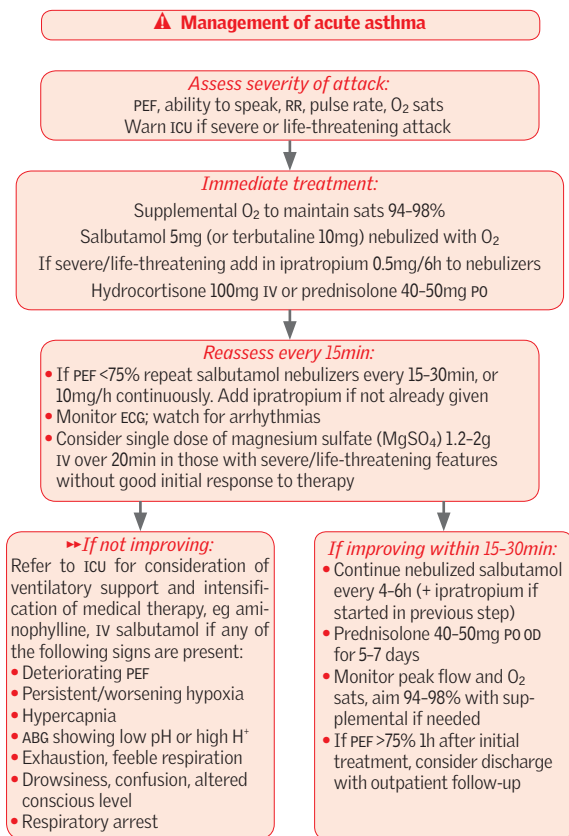 ⚠ Management of acute asthma
Assess severity of attack:
PEF, ability to speak, RR, pulse rate, O₂ sats
Warn ICU if severe or life-threatening attack
Immediate treatment:
Supplemental O₂ to maintain sats 94–98%
Salbutamol 5mg (or terbutaline 10mg) nebulized with O₂
If severe/life-threatening add in ipratropium 0.5mg/6h to nebulizers
Hydrocortisone 100mg IV or prednisolone 40–50mg PO
Reassess every 15min:
• If PEF <75% repeat salbutamol nebulizers every 15–30min, or
10mg/h continuously. Add ipratropium if not already given
• Monitor ECG; watch for arrhythmias
• Consider single dose of magnesium sulfate (MgSO₄) 1.2–2g
IV over 20min in those with severe/life-threatening features
without good initial response to therapy
▸▸If not improving:
Refer to ICU for consideration of
ventilatory support and intensif-
ication of medical therapy, eg ami-
nophylline, IV salbutamol if any of
the following signs are present:
• Deteriorating PEF
• Persistent/worsening hypoxia
• Hypercapnia
• ABG showing low pH or high H⁺
• Exhaustion, feeble respiration
• Drowsiness, confusion, altered
conscious level
• Respiratory arrest
If improving within 15–30min:
• Continue nebulized salbutamol
every 4–6h (+ ipratropium if
started in previous step)
• Prednisolone 40–50mg PO OD
for 5–7 days
• Monitor peak flow and O₂
sats, aim 94–98% with sup-
plemental if needed
• If PEF >75% 1h after initial
treatment, consider discharge
with outpatient follow-up